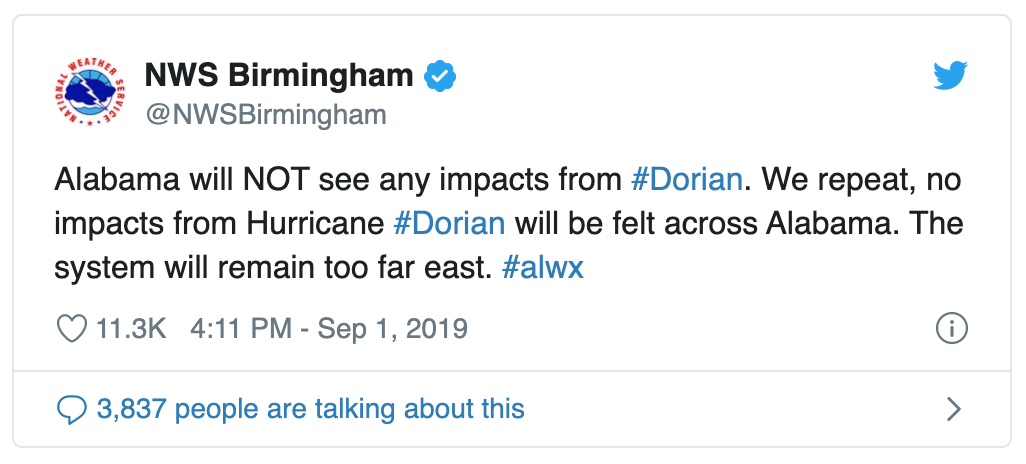 NATIONAL WEATHER SERVICE
NWS Birmingham
@NWSBirmingham
Alabama will NOT see any impacts from #Dorian. We repeat, no
impacts from Hurricane #Dorian will be felt across Alabama. The
system will remain too far east. #alwx
11.3K 4:11 PM - Sep 1, 2019
3,837 people are talking about this